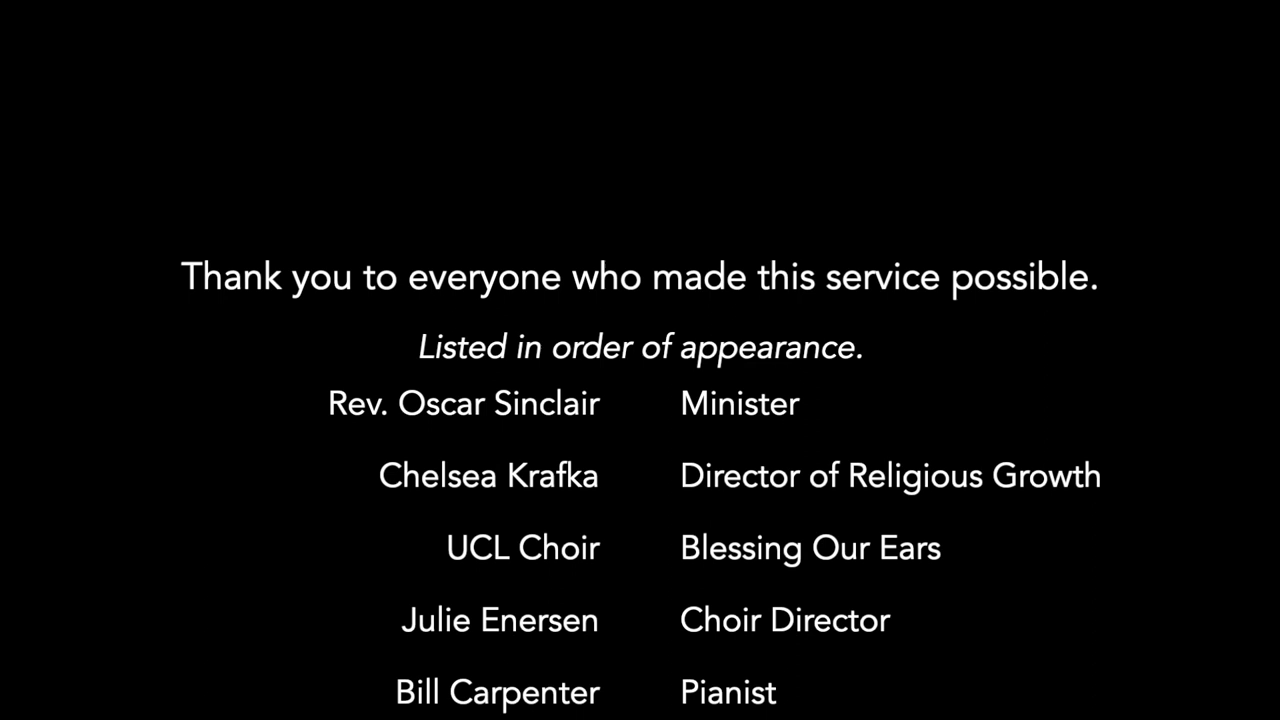 Thank you to everyone who made this service possible.
Listed in order of appearance.
Rev. Oscar Sinclair Minister
Chelsea Krafka Director of Religious Growth
UCL Choir Blessing Our Ears
Julie Enersen Choir Director
Bill Carpenter Pianist